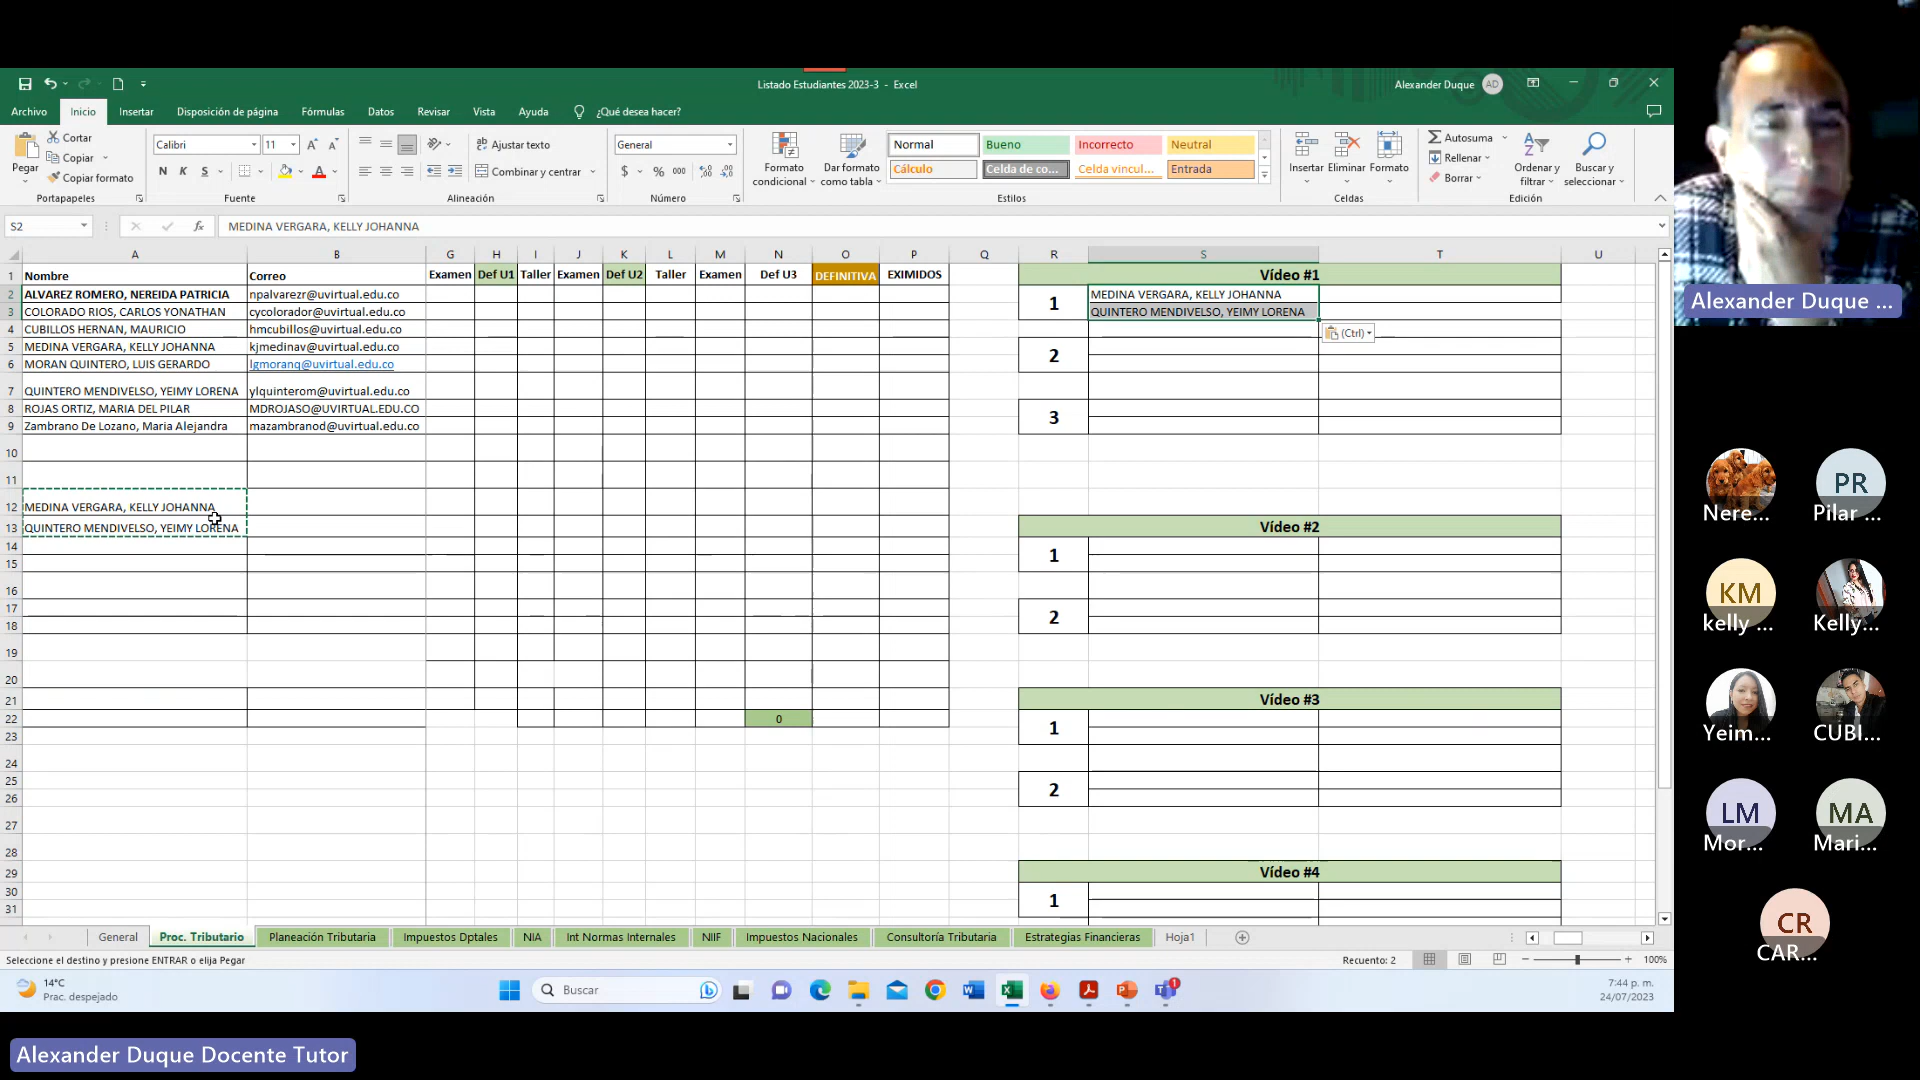 Listado Estudiantes 2023-3 - Excel
Alexander Duque AD
Archivo Inicio Insertar Disposición de página Fórmulas Datos Revisar Vista Ayuda ¿Qué desea hacer?
Pegar
Cortar
Copiar
Copiar formato
Portapapeles
Calibri 11
N K S
Fuente
Ajustar texto
Combinar y centrar
Alineación
General
$ % 000
Número
Formato condicional
Dar formato como tabla
Normal Bueno Incorrecto Neutral
Cálculo Celda de co... Celda vincul... Entrada
Estilos
Insertar Eliminar Formato
Celdas
Autosuma
Rellenar
Borrar
Ordenar y filtrar
Buscar y seleccionar
Edición
S2 fx MEDINA VERGARA, KELLY JOHANNA
A B G H I J K L M N O P Q R S T U
1 Nombre Correo Examen Def U1 Taller Examen Def U2 Taller Examen Def U3 DEFINITIVA EXIMIDOS Vídeo #1
2 ALVAREZ ROMERO, NEREIDA PATRICIA npalvarezr@uvirtual.edu.co 1 MEDINA VERGARA, KELLY JOHANNA
3 COLORADO RIOS, CARLOS YONATHAN cycolorador@uvirtual.edu.co QUINTERO MENDIVELSO, YEIMY LORENA
4 CUBILLOS HERNAN, MAURICIO hmcubillos@uvirtual.edu.co (Ctrl)
5 MEDINA VERGARA, KELLY JOHANNA kjmedinav@uvirtual.edu.co 2
6 MORAN QUINTERO, LUIS GERARDO lgmoranq@uvirtual.edu.co
7 QUINTERO MENDIVELSO, YEIMY LORENA ylquinterom@uvirtual.edu.co
8 ROJAS ORTIZ, MARIA DEL PILAR MDROJASO@UVIRTUAL.EDU.CO 3
9 Zambrano De Lozano, Maria Alejandra mazambranod@uvirtual.edu.co
10
11
12 MEDINA VERGARA, KELLY JOHANNA
13 QUINTERO MENDIVELSO, YEIMY LORENA Vídeo #2
14 1
15
16
17 2
18
19
20
21 Vídeo #3
22 0 1
23
24
25 2
26
27
28
29 Vídeo #4
30 1
31
General Proc. Tributario Planeación Tributaria Impuestos Dptales NIA Int Normas Internales NIIF Impuestos Nacionales Consultoría Tributaria Estrategias Financieras Hoja1
Seleccione el destino y presione ENTRAR o elija Pegar Recuento: 2 100%
14°C
Prac. despejado
Buscar
1
7:44 p. m.
24/07/2023
Alexander Duque Docente Tutor
Alexander Duque ...
Nere...
PR
Pilar ...
KM
kelly ...
Kelly...
Yeim...
CUBI...
LM
Mor...
MA
Mari...
CR
CAR...